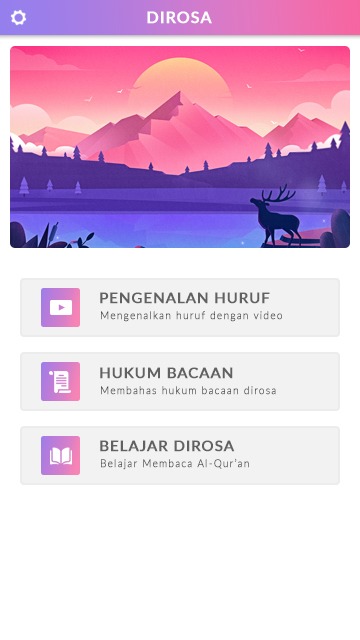 DIROSA
PENGENALAN HURUF
Mengenalkan huruf dengan video
HUKUM BACAAN
Membahas hukum bacaan dirosa
BELAJAR DIROSA
Belajar Membaca Al-Qur'an